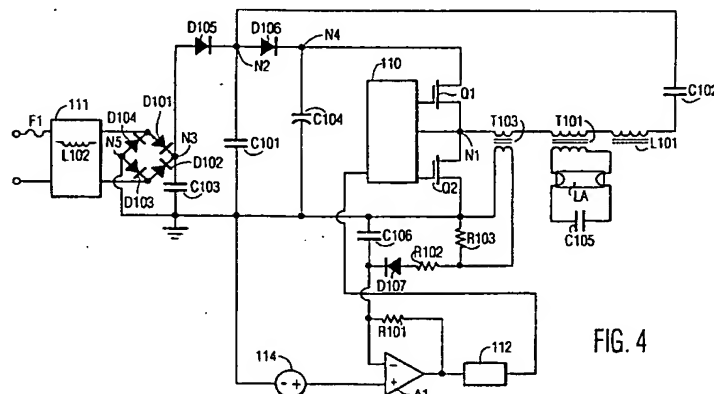 D105
D106
N4
N2
110
111
F1
D101
D104
N5
L102
N3
D102
D103
C103
C101
C104
Q1
Q2
N1
T103
T101
L101
C102
LA
C105
C106
R102
R103
D107
R101
114
- +
-
+
A1
112
FIG. 4